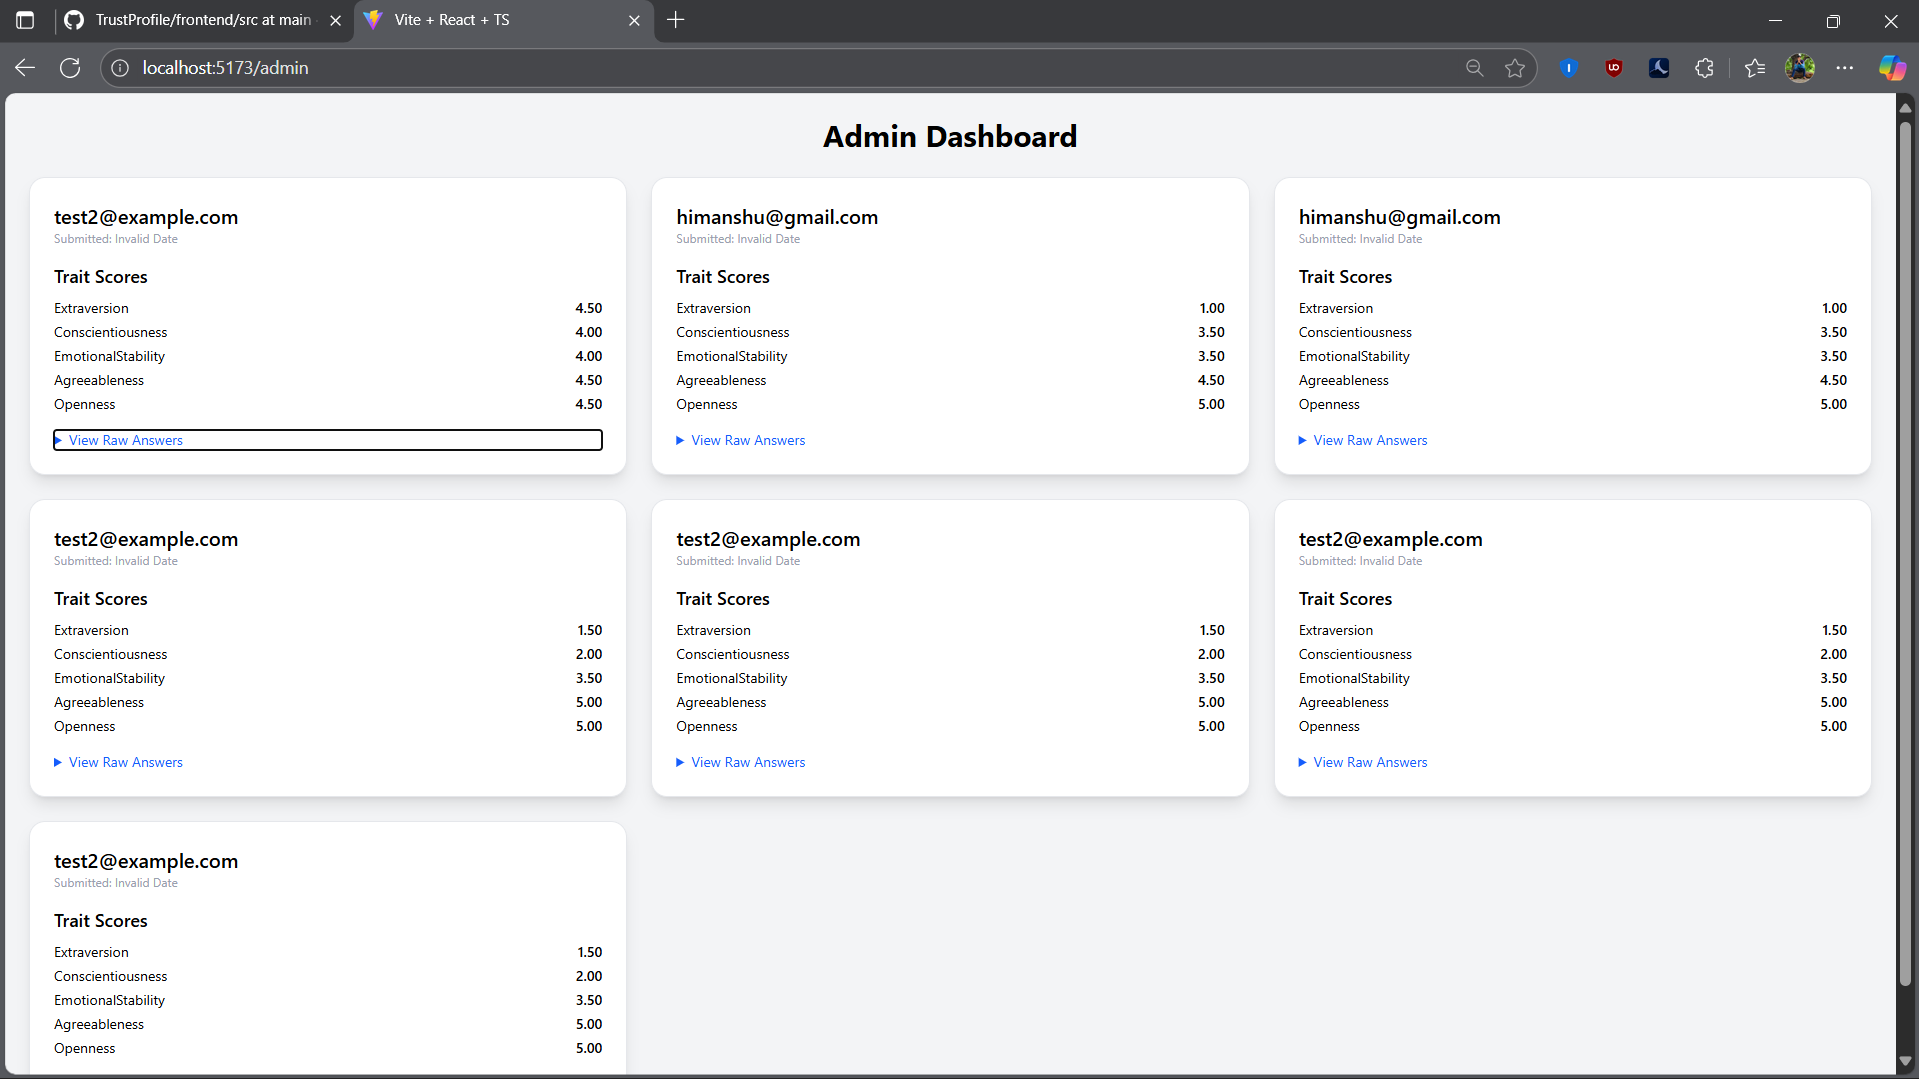 TrustProfile/frontend/src at main
Vite + React + TS
localhost:5173/admin
Admin Dashboard
test2@example.com
Submitted: Invalid Date
Trait Scores
Extraversion 4.50
Conscientiousness 4.00
EmotionalStability 4.00
Agreeableness 4.50
Openness 4.50
View Raw Answers
himanshu@gmail.com
Submitted: Invalid Date
Trait Scores
Extraversion 1.00
Conscientiousness 3.50
EmotionalStability 3.50
Agreeableness 4.50
Openness 5.00
View Raw Answers
himanshu@gmail.com
Submitted: Invalid Date
Trait Scores
Extraversion 1.00
Conscientiousness 3.50
EmotionalStability 3.50
Agreeableness 4.50
Openness 5.00
View Raw Answers
test2@example.com
Submitted: Invalid Date
Trait Scores
Extraversion 1.50
Conscientiousness 2.00
EmotionalStability 3.50
Agreeableness 5.00
Openness 5.00
View Raw Answers
test2@example.com
Submitted: Invalid Date
Trait Scores
Extraversion 1.50
Conscientiousness 2.00
EmotionalStability 3.50
Agreeableness 5.00
Openness 5.00
View Raw Answers
test2@example.com
Submitted: Invalid Date
Trait Scores
Extraversion 1.50
Conscientiousness 2.00
EmotionalStability 3.50
Agreeableness 5.00
Openness 5.00
View Raw Answers
test2@example.com
Submitted: Invalid Date
Trait Scores
Extraversion 1.50
Conscientiousness 2.00
EmotionalStability 3.50
Agreeableness 5.00
Openness 5.00